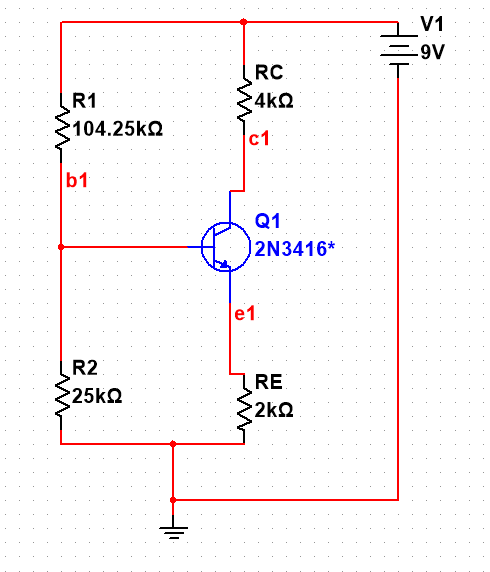 V1
9V
RC
4kΩ
c1
R1
104.25kΩ
b1
Q1
2N3416*
e1
R2
25kΩ
RE
2kΩ